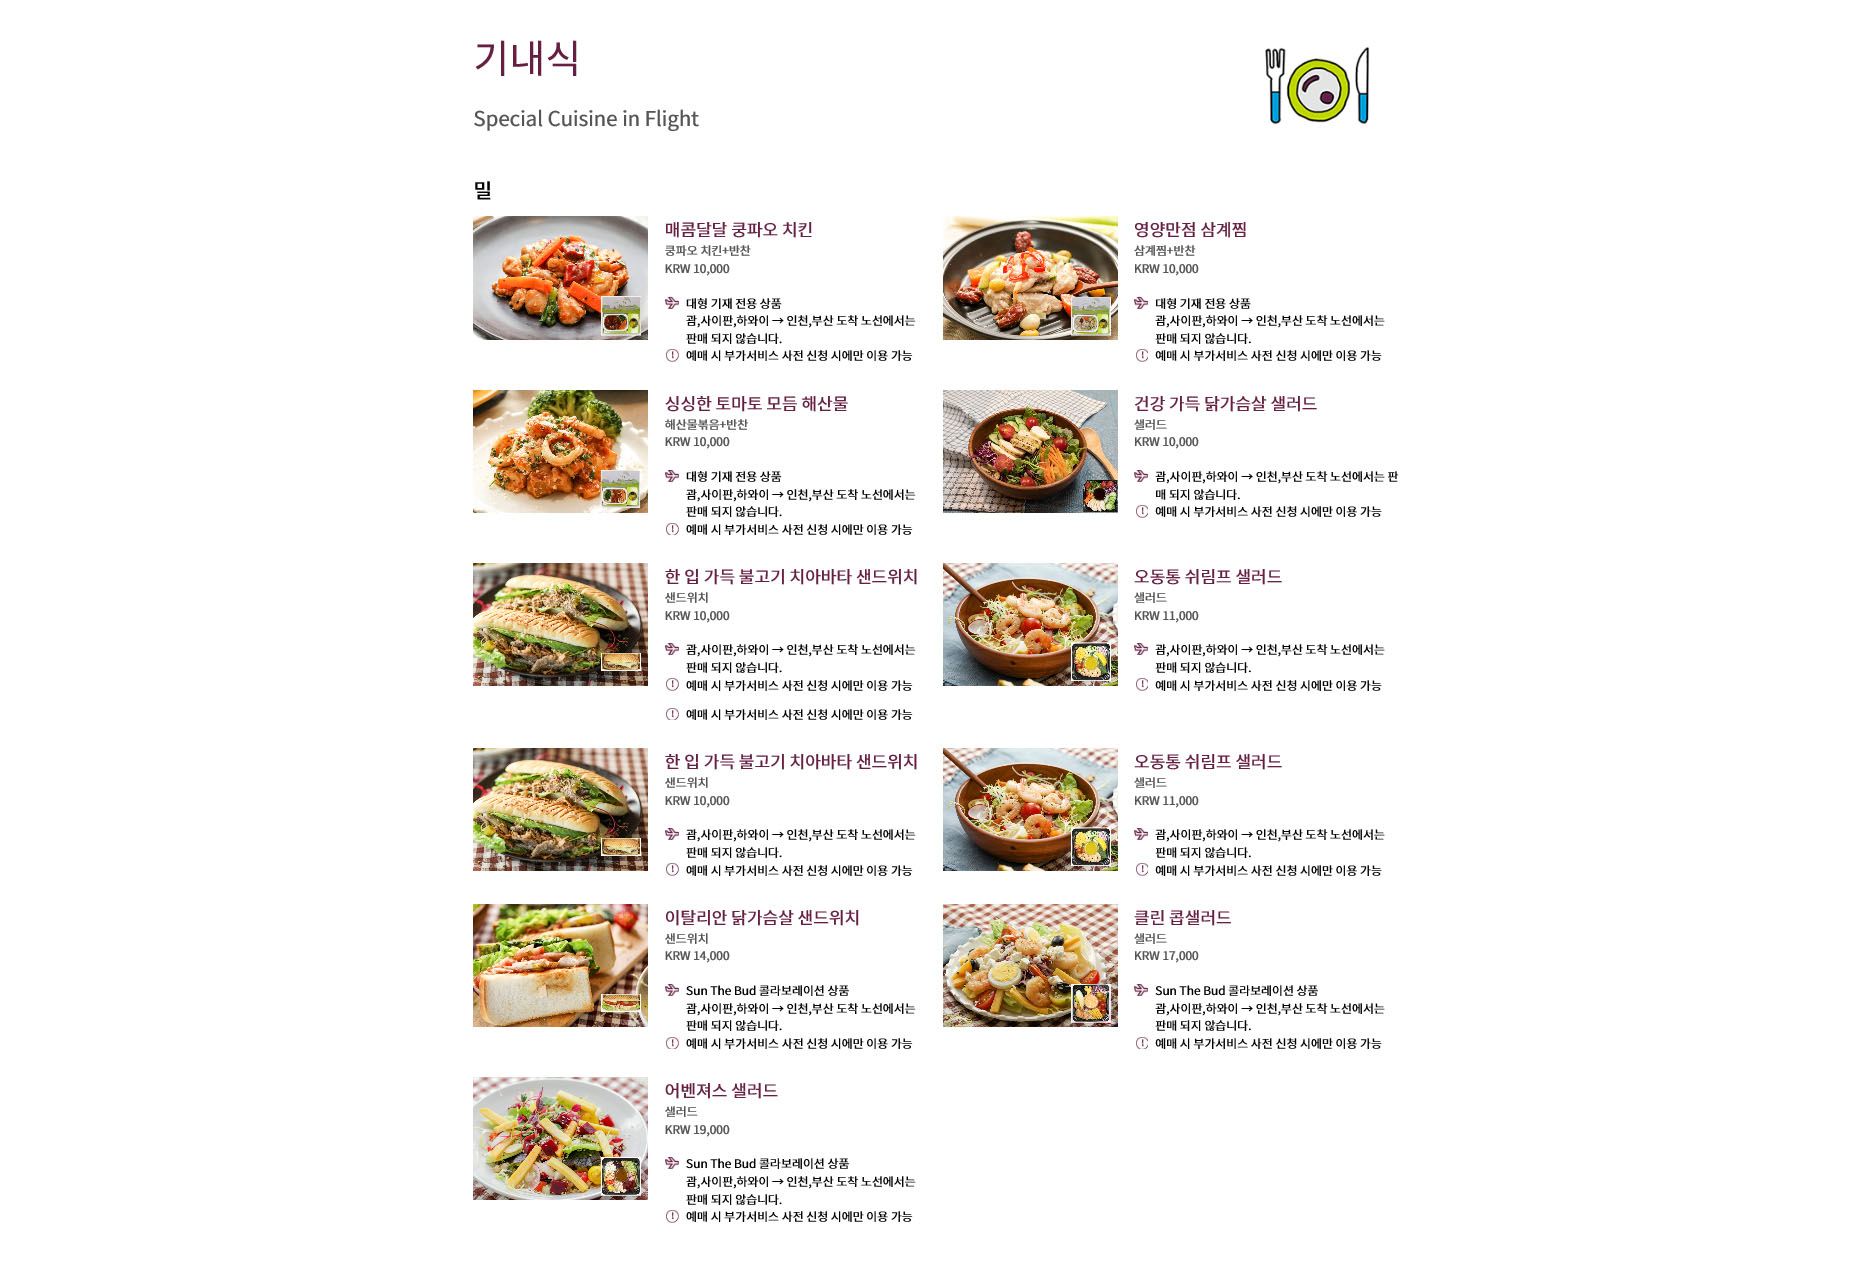 기내식
Special Cuisine in Flight
밀
매콤달달 쿵파오 치킨
쿵파오 치킨+반찬
KRW 10,000
대형 기재 전용 상품
괌,사이판,하와이 → 인천,부산 도착 노선에서는
판매 되지 않습니다.
예매 시 부가서비스 사전 신청 시에만 이용 가능
영양만점 삼계찜
삼계찜+반찬
KRW 10,000
대형 기재 전용 상품
괌,사이판,하와이 → 인천,부산 도착 노선에서는
판매 되지 않습니다.
예매 시 부가서비스 사전 신청 시에만 이용 가능
싱싱한 토마토 모듬 해산물
해산물볶음+반찬
KRW 10,000
대형 기재 전용 상품
괌,사이판,하와이 → 인천,부산 도착 노선에서는
판매 되지 않습니다.
예매 시 부가서비스 사전 신청 시에만 이용 가능
건강 가득 닭가슴살 샐러드
샐러드
KRW 10,000
괌,사이판,하와이 → 인천,부산 도착 노선에서는 판
매 되지 않습니다.
예매 시 부가서비스 사전 신청 시에만 이용 가능
한 입 가득 불고기 치아바타 샌드위치
샌드위치
KRW 10,000
괌,사이판,하와이 → 인천,부산 도착 노선에서는
판매 되지 않습니다.
예매 시 부가서비스 사전 신청 시에만 이용 가능
예매 시 부가서비스 사전 신청 시에만 이용 가능
오동통 쉬림프 샐러드
샐러드
KRW 11,000
괌,사이판,하와이 → 인천,부산 도착 노선에서는
판매 되지 않습니다.
예매 시 부가서비스 사전 신청 시에만 이용 가능
한 입 가득 불고기 치아바타 샌드위치
샌드위치
KRW 10,000
괌,사이판,하와이 → 인천,부산 도착 노선에서는
판매 되지 않습니다.
예매 시 부가서비스 사전 신청 시에만 이용 가능
오동통 쉬림프 샐러드
샐러드
KRW 11,000
괌,사이판,하와이 → 인천,부산 도착 노선에서는
판매 되지 않습니다.
예매 시 부가서비스 사전 신청 시에만 이용 가능
이탈리안 닭가슴살 샌드위치
샌드위치
KRW 14,000
Sun The Bud 콜라보레이션 상품
괌,사이판,하와이 → 인천,부산 도착 노선에서는
판매 되지 않습니다.
예매 시 부가서비스 사전 신청 시에만 이용 가능
클린 콥샐러드
샐러드
KRW 17,000
Sun The Bud 콜라보레이션 상품
괌,사이판,하와이 → 인천,부산 도착 노선에서는
판매 되지 않습니다.
예매 시 부가서비스 사전 신청 시에만 이용 가능
어벤져스 샐러드
샐러드
KRW 19,000
Sun The Bud 콜라보레이션 상품
괌,사이판,하와이 → 인천,부산 도착 노선에서는
판매 되지 않습니다.
예매 시 부가서비스 사전 신청 시에만 이용 가능